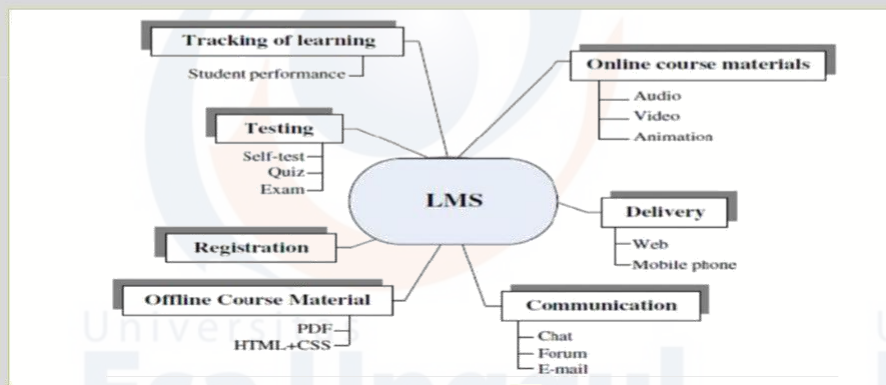 Tracking of learning
Student performance
Testing
Self-test
Quiz
Exam
Registration
Offline Course Material
PDF
HTML+CSS
LMS
Online course materials
Audio
Video
Animation
Delivery
Web
Mobile phone
Communication
Chat
Forum
E-mail
Universitas